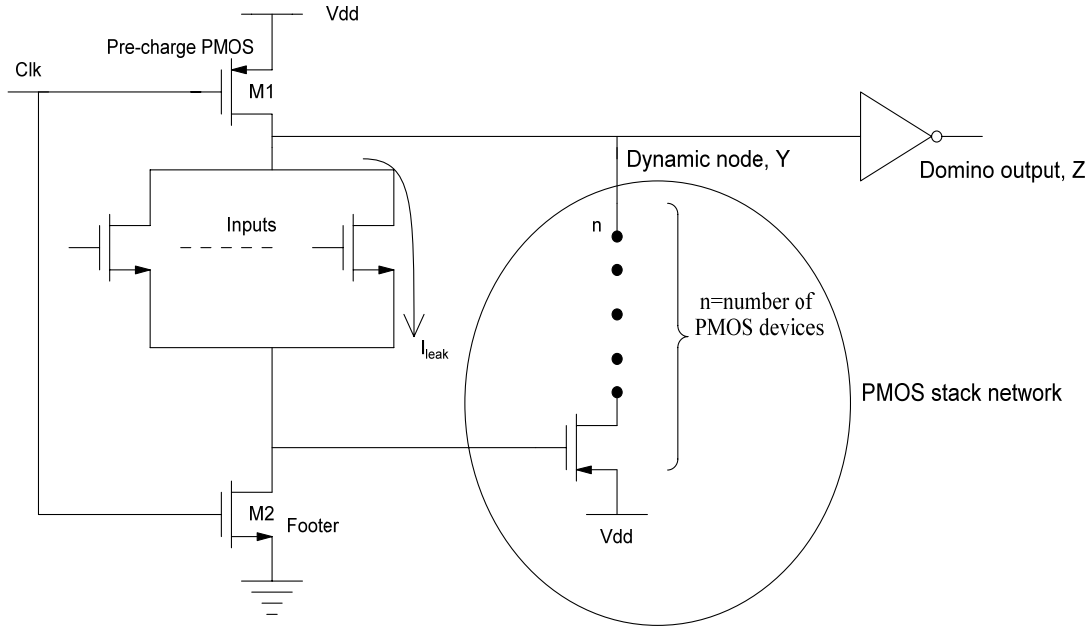 Vdd
Pre-charge PMOS
Clk
M1
Dynamic node, Y
Domino output, Z
Inputs
n
n=number of
PMOS devices
Ileak
PMOS stack network
M2
Footer
Vdd